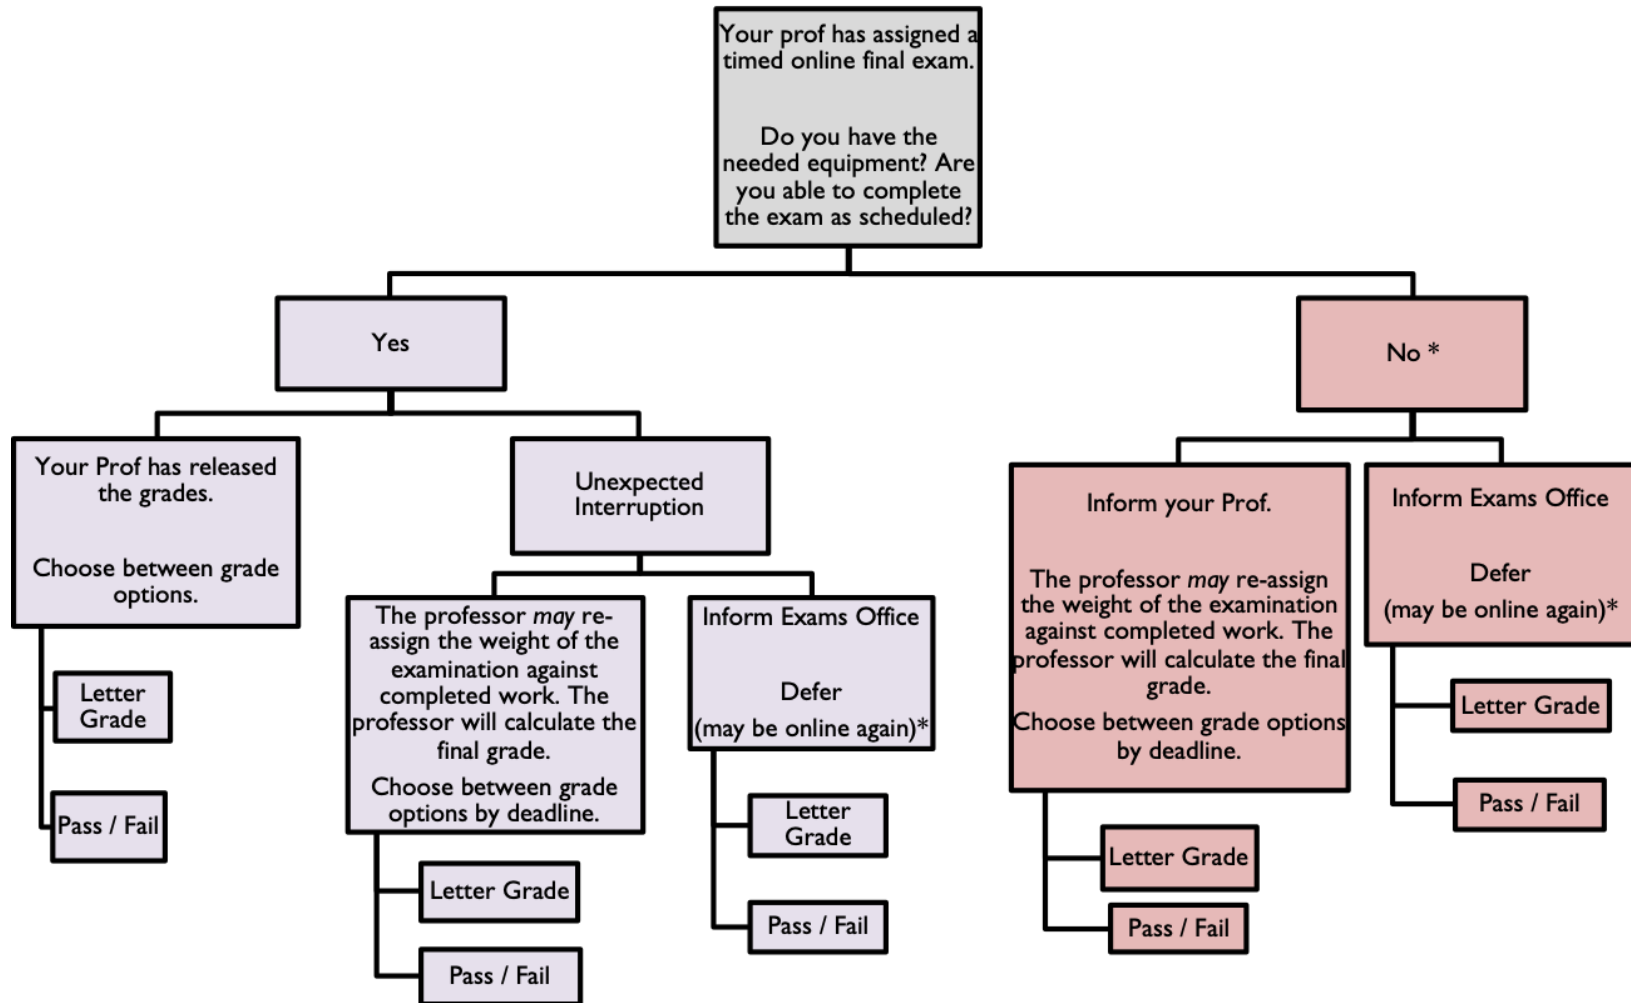 Your prof has assigned a
timed online final exam.
Do you have the
needed equipment? Are
you able to complete
the exam as scheduled?
Yes
No *
Your Prof has released
the grades.
Choose between grade
options.
Letter
Grade
Pass / Fail
Unexpected
Interruption
The professor may re-
assign the weight of the
examination against
completed work. The
professor will calculate the
final grade.
Choose between grade
options by deadline.
Letter Grade
Pass / Fail
Inform Exams Office
Defer
(may be online again)*
Letter
Grade
Pass / Fail
Inform your Prof.
The professor may re-assign
the weight of the examination
against completed work. The
professor will calculate the final
grade.
Choose between grade options
by deadline.
Letter Grade
Pass / Fail
Inform Exams Office
Defer
(may be online again)*
Letter Grade
Pass / Fail